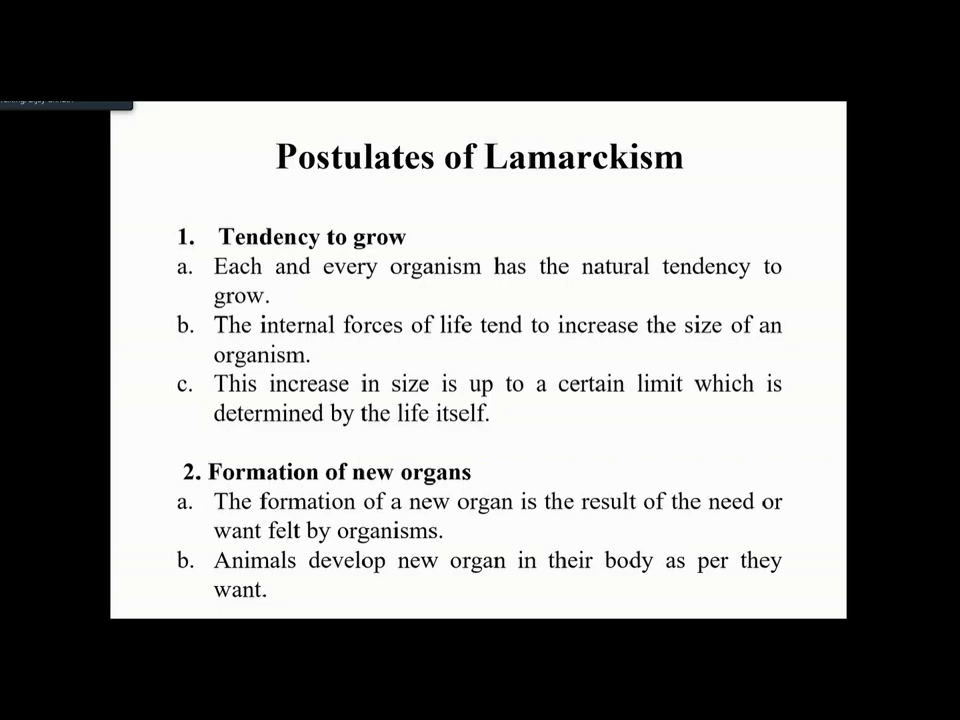 Postulates of Lamarckism
1. Tendency to grow
a. Each and every organism has the natural tendency to
grow.
b. The internal forces of life tend to increase the size of an
organism.
c. This increase in size is up to a certain limit which is
determined by the life itself.
2. Formation of new organs
a. The formation of a new organ is the result of the need or
want felt by organisms.
b. Animals develop new organ in their body as per they
want.